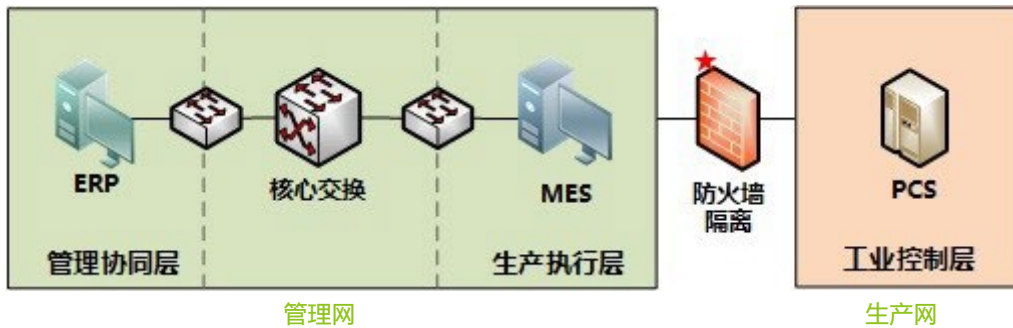 ERP
核心交换
MES
防火墙
隔离
PCS
管理协同层
生产执行层
工业控制层
管理网
生产网